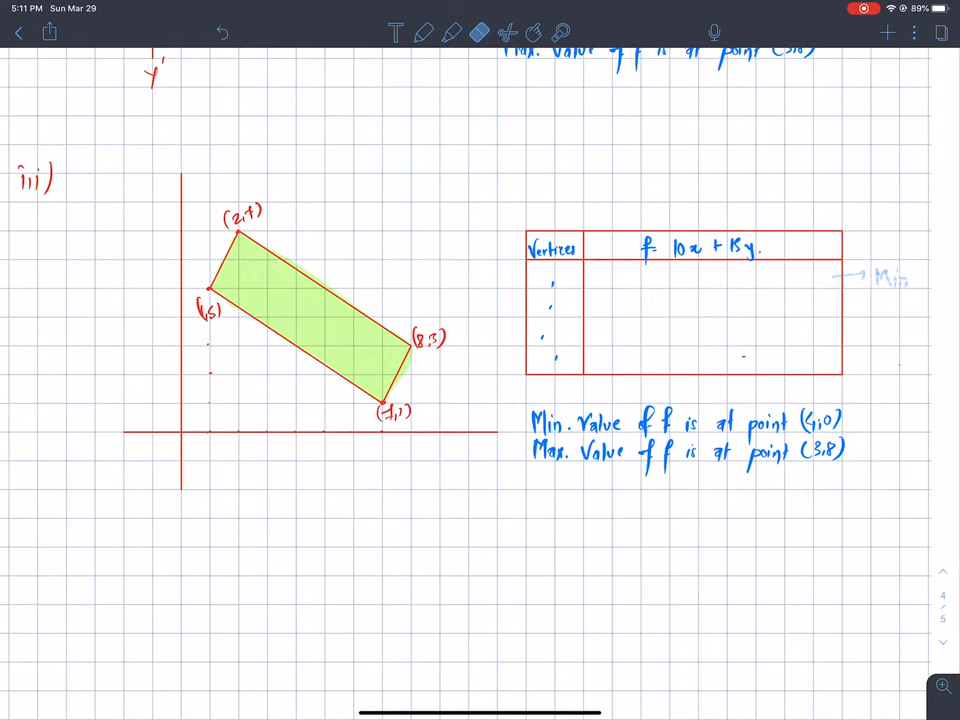 5:11 PM Sun Mar 29
89%
T
y'
Max. Value of f is at point (3,8)
iii)
(2,7)
(1,5)
(8,3)
(7,1)
Vertices f = 10x + 15y.
→ Min
Min. Value of f is at point (4,0)
Max. Value of f is at point (3,8)
4
/
5